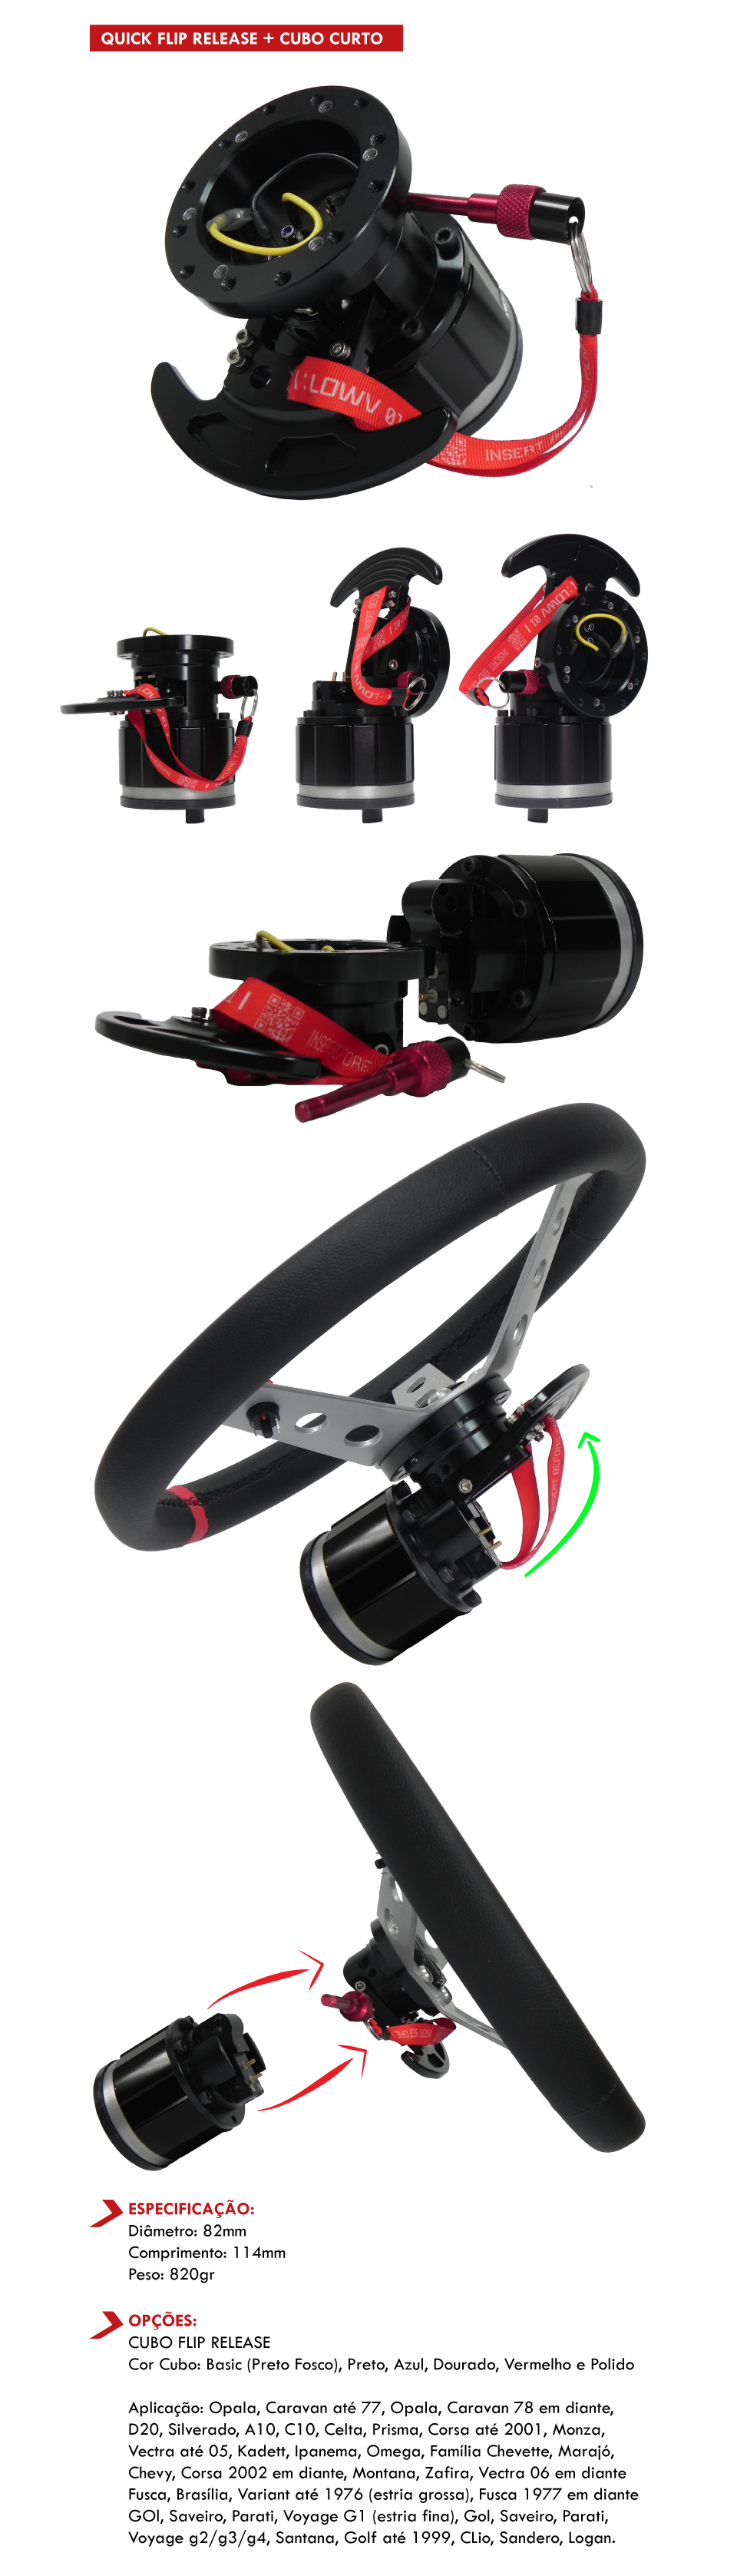 QUICK FLIP RELEASE + CUBO CURTO
:LOWV 01
INSERT
ESPECIFICAÇÃO:
Diâmetro: 82mm
Comprimento: 114mm
Peso: 820gr
OPÇÕES:
CUBO FLIP RELEASE
Cor Cubo: Basic (Preto Fosco), Preto, Azul, Dourado, Vermelho e Polido
Aplicação: Opala, Caravan até 77, Opala, Caravan 78 em diante,
D20, Silverado, A10, C10, Celta, Prisma, Corsa até 2001, Monza,
Vectra até 05, Kadett, Ipanema, Omega, Família Chevette, Marajó,
Chevy, Corsa 2002 em diante, Montana, Zafira, Vectra 06 em diante
Fusca, Brasília, Variant até 1976 (estria grossa), Fusca 1977 em diante
GOl, Saveiro, Parati, Voyage G1 (estria fina), Gol, Saveiro, Parati,
Voyage g2/g3/g4, Santana, Golf até 1999, CLio, Sandero, Logan.